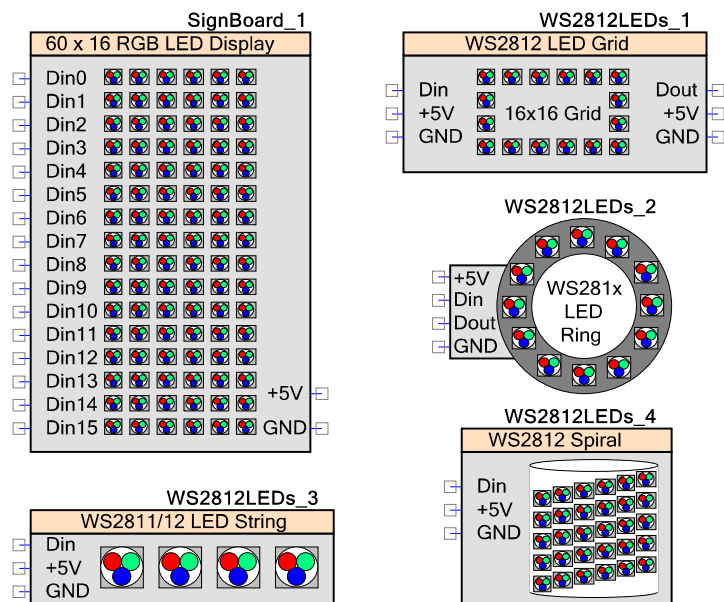 SignBoard_1
60 x 16 RGB LED Display
Din0
Din1
Din2
Din3
Din4
Din5
Din6
Din7
Din8
Din9
Din10
Din11
Din12
Din13
+5V
Din14
Din15
GND
WS2812LEDs_1
WS2812 LED Grid
Din
Dout
+5V
16x16 Grid
+5V
GND
GND
WS2812LEDs_2
+5V
Din
Dout
GND
WS281x
LED
Ring
WS2812LEDs_3
WS2811/12 LED String
Din
+5V
GND
WS2812LEDs_4
WS2812 Spiral
Din
+5V
GND